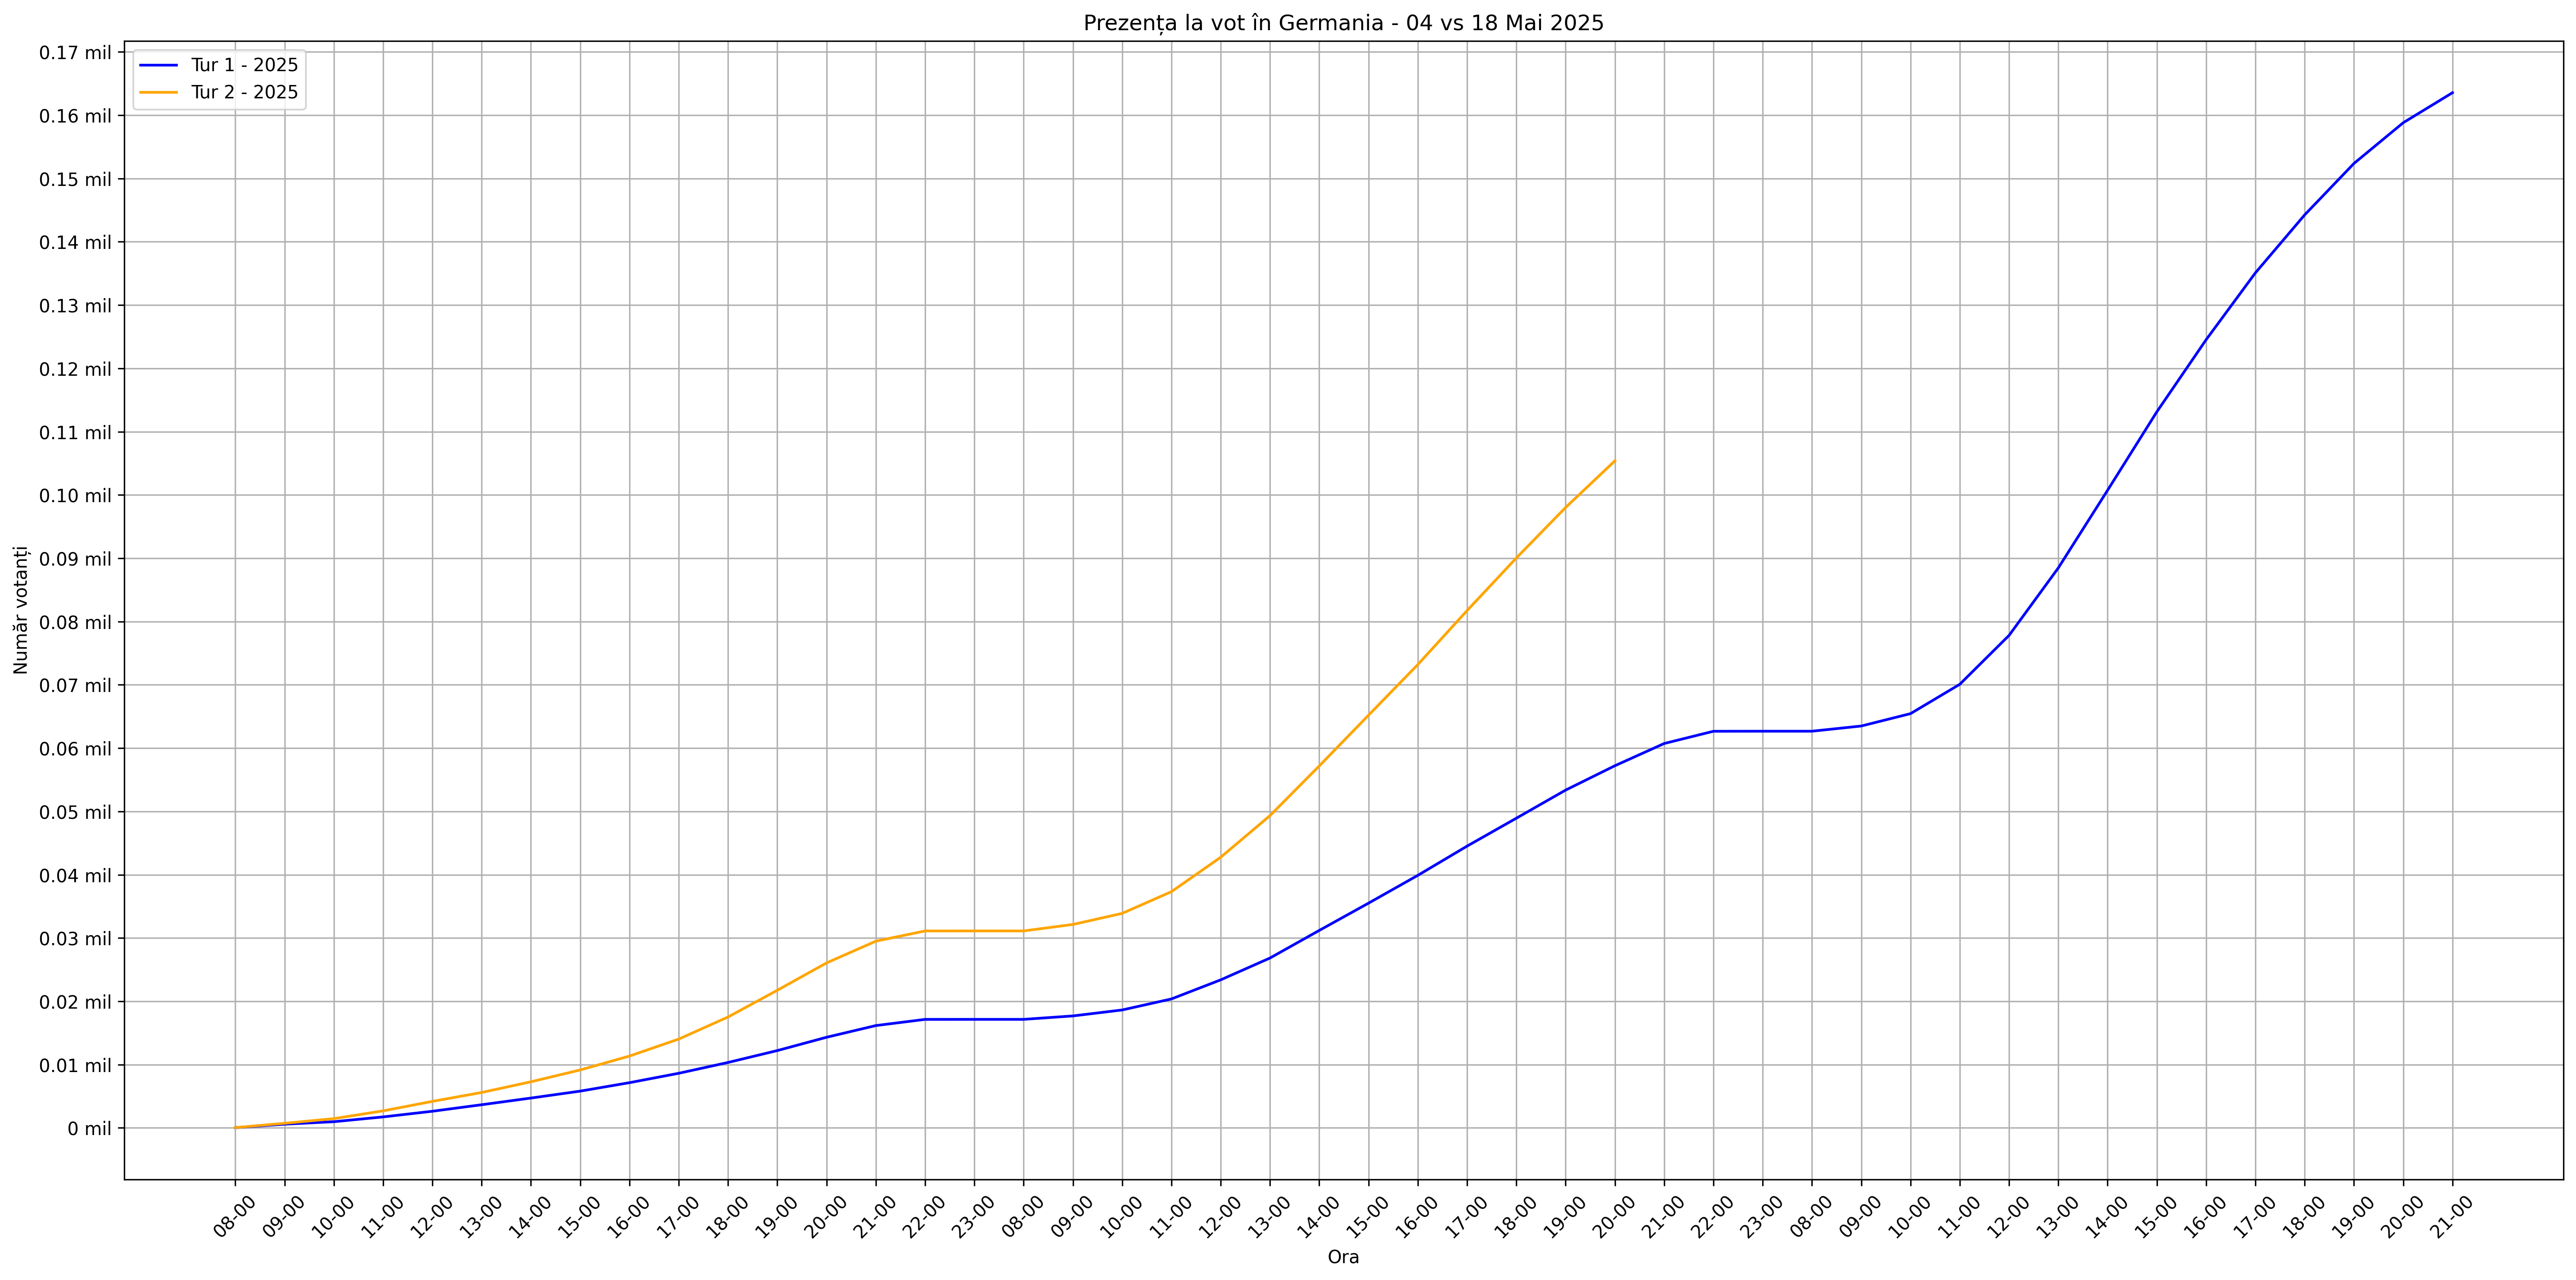 Prezența la vot în Germania - 04 vs 18 Mai 2025
Tur 1 - 2025
Tur 2 - 2025
0.17 mil
0.16 mil
0.15 mil
0.14 mil
0.13 mil
0.12 mil
0.11 mil
0.10 mil
0.09 mil
0.08 mil
0.07 mil
0.06 mil
0.05 mil
0.04 mil
0.03 mil
0.02 mil
0.01 mil
0 mil
Număr votanți
08-00 09-00 10-00 11-00 12-00 13-00 14-00 15-00 16-00 17-00 18-00 19-00 20-00 21-00 22-00 23-00 08-00 09-00 10-00 11-00 12-00 13-00 14-00 15-00 16-00 17-00 18-00 19-00 20-00 21-00 22-00 23-00 08-00 09-00 10-00 11-00 12-00 13-00 14-00 15-00 16-00 17-00 18-00 19-00 20-00 21-00
Ora